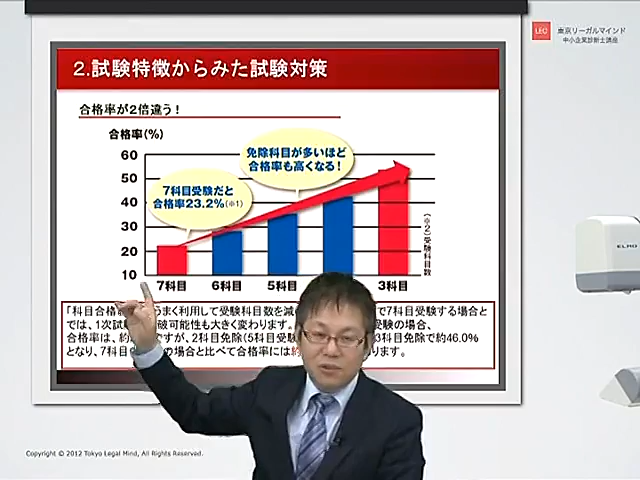 LEC 東京リーガルマインド
中小企業診断士講座
2.試験特徴からみた試験対策
合格率が2倍違う！
合格率(%)
免除科目が多いほど
合格率も高くなる！
7科目受験だと
合格率23.2%(※1)
60
50
40
30
20
10
7科目 6科目 5科目 3科目
(※2)受験科目数
「科目合格 うまく利用して受験科目数を減 で7科目受験する場合と
では、1次試 破可能性も大きく変わります。 受験の場合、
合格率は、約 ですが、2科目免除(5科目受験 3科目免除で約46.0%
となり、7科目 の場合と比べて合格率には約 ります。
ELMO
Copyright © 2012 Tokyo Legal Mind, All Rights Reserved.